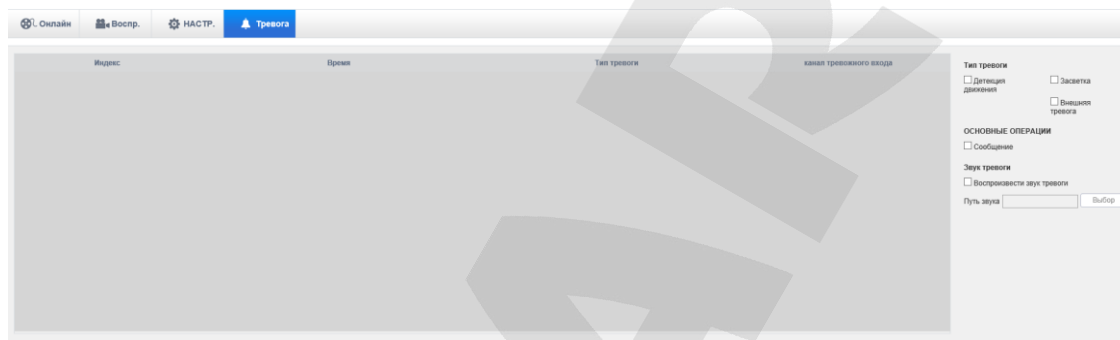 Онлайн Воспр. НАСТР. Тревога
Индекс Время Тип тревоги канал тревожного входа
Тип тревоги
Детекция движения
Засветка
Внешняя тревога
ОСНОВНЫЕ ОПЕРАЦИИ
Сообщение
Звук тревоги
Воспроизвести звук тревоги
Путь звука Выбор